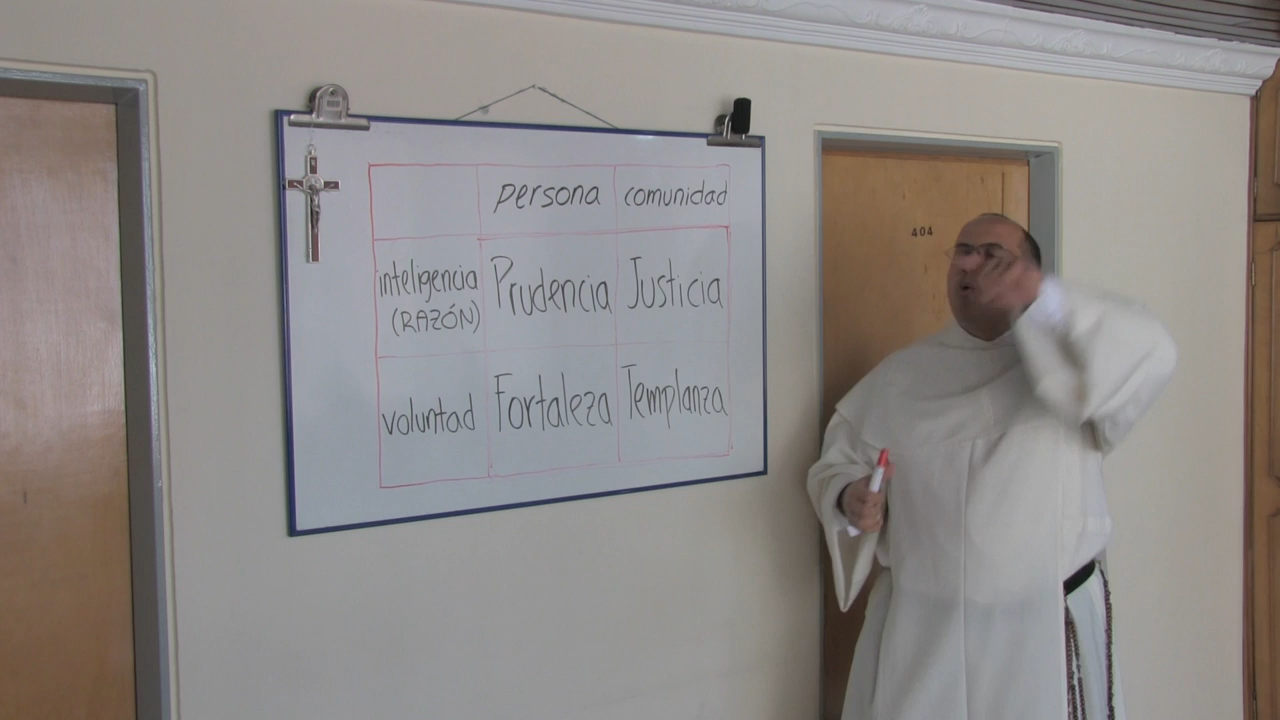 persona comunidad
inteligencia Prudencia Justicia
(RAZÓN)
voluntad Fortaleza Templanza
404